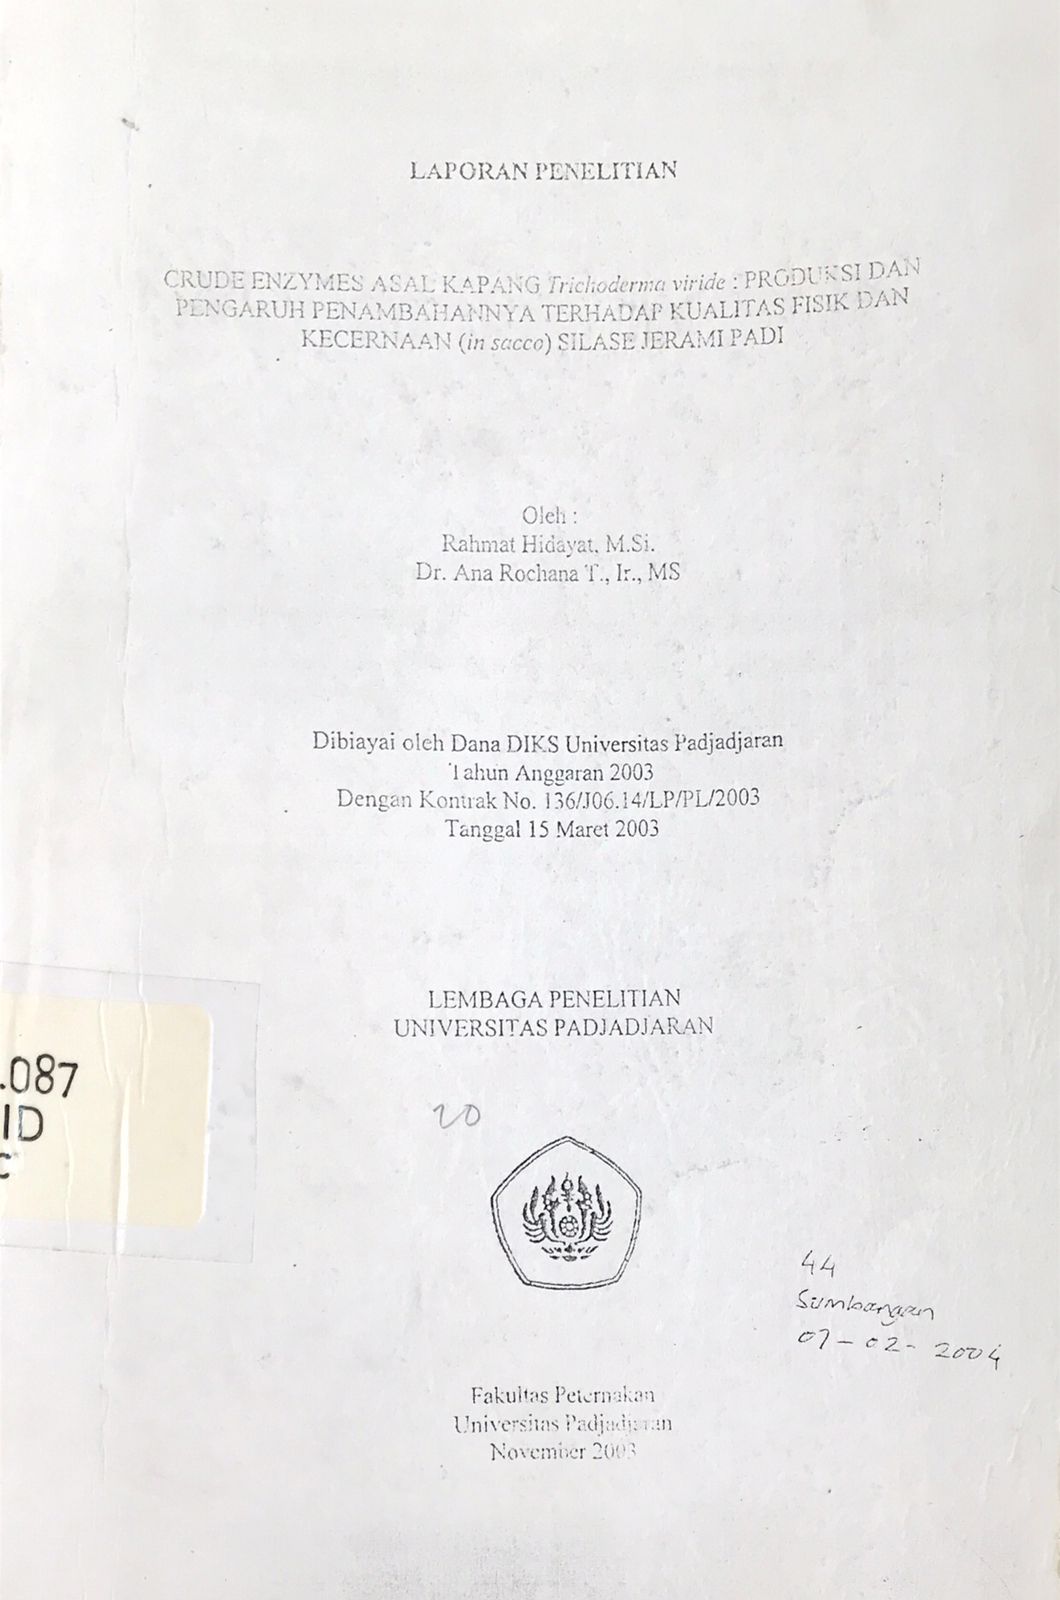 LAPORAN PENELITIAN
CRUDE ENZYMES ASAL KAPANG Trichoderma viride : PRODUKSI DAN
PENGARUH PENAMBAHANNYA TERHADAP KUALITAS FISIK DAN
KECERNAAN (in sacco) SILASE JERAMI PADI
Oleh :
Rahmat Hidayat, M.Si.
Dr. Ana Rochana T., Ir., MS
Dibiayai oleh Dana DIKS Universitas Padjadjaran
Tahun Anggaran 2003
Dengan Kontrak No. 136/J06.14/LP/PL/2003
Tanggal 15 Maret 2003
LEMBAGA PENELITIAN
UNIVERSITAS PADJADJARAN
.087
ID
C
20
44
Sumbangan
07-02-2004
Fakultas Peternakan
Universitas Padjadjaran
November 2003